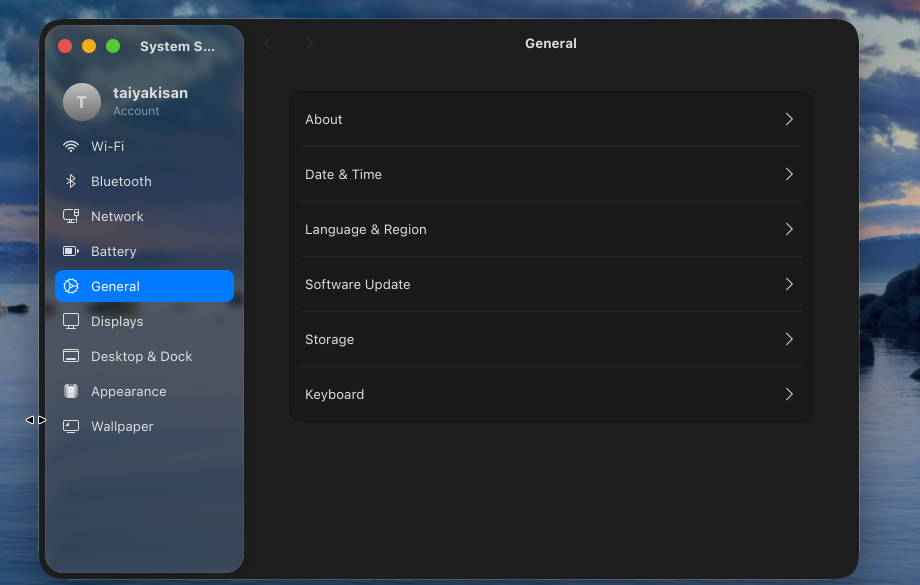 System S...
General
T
taiyakisan
Account
Wi-Fi
Bluetooth
Network
Battery
General
Displays
Desktop & Dock
Appearance
Wallpaper
About
Date & Time
Language & Region
Software Update
Storage
Keyboard